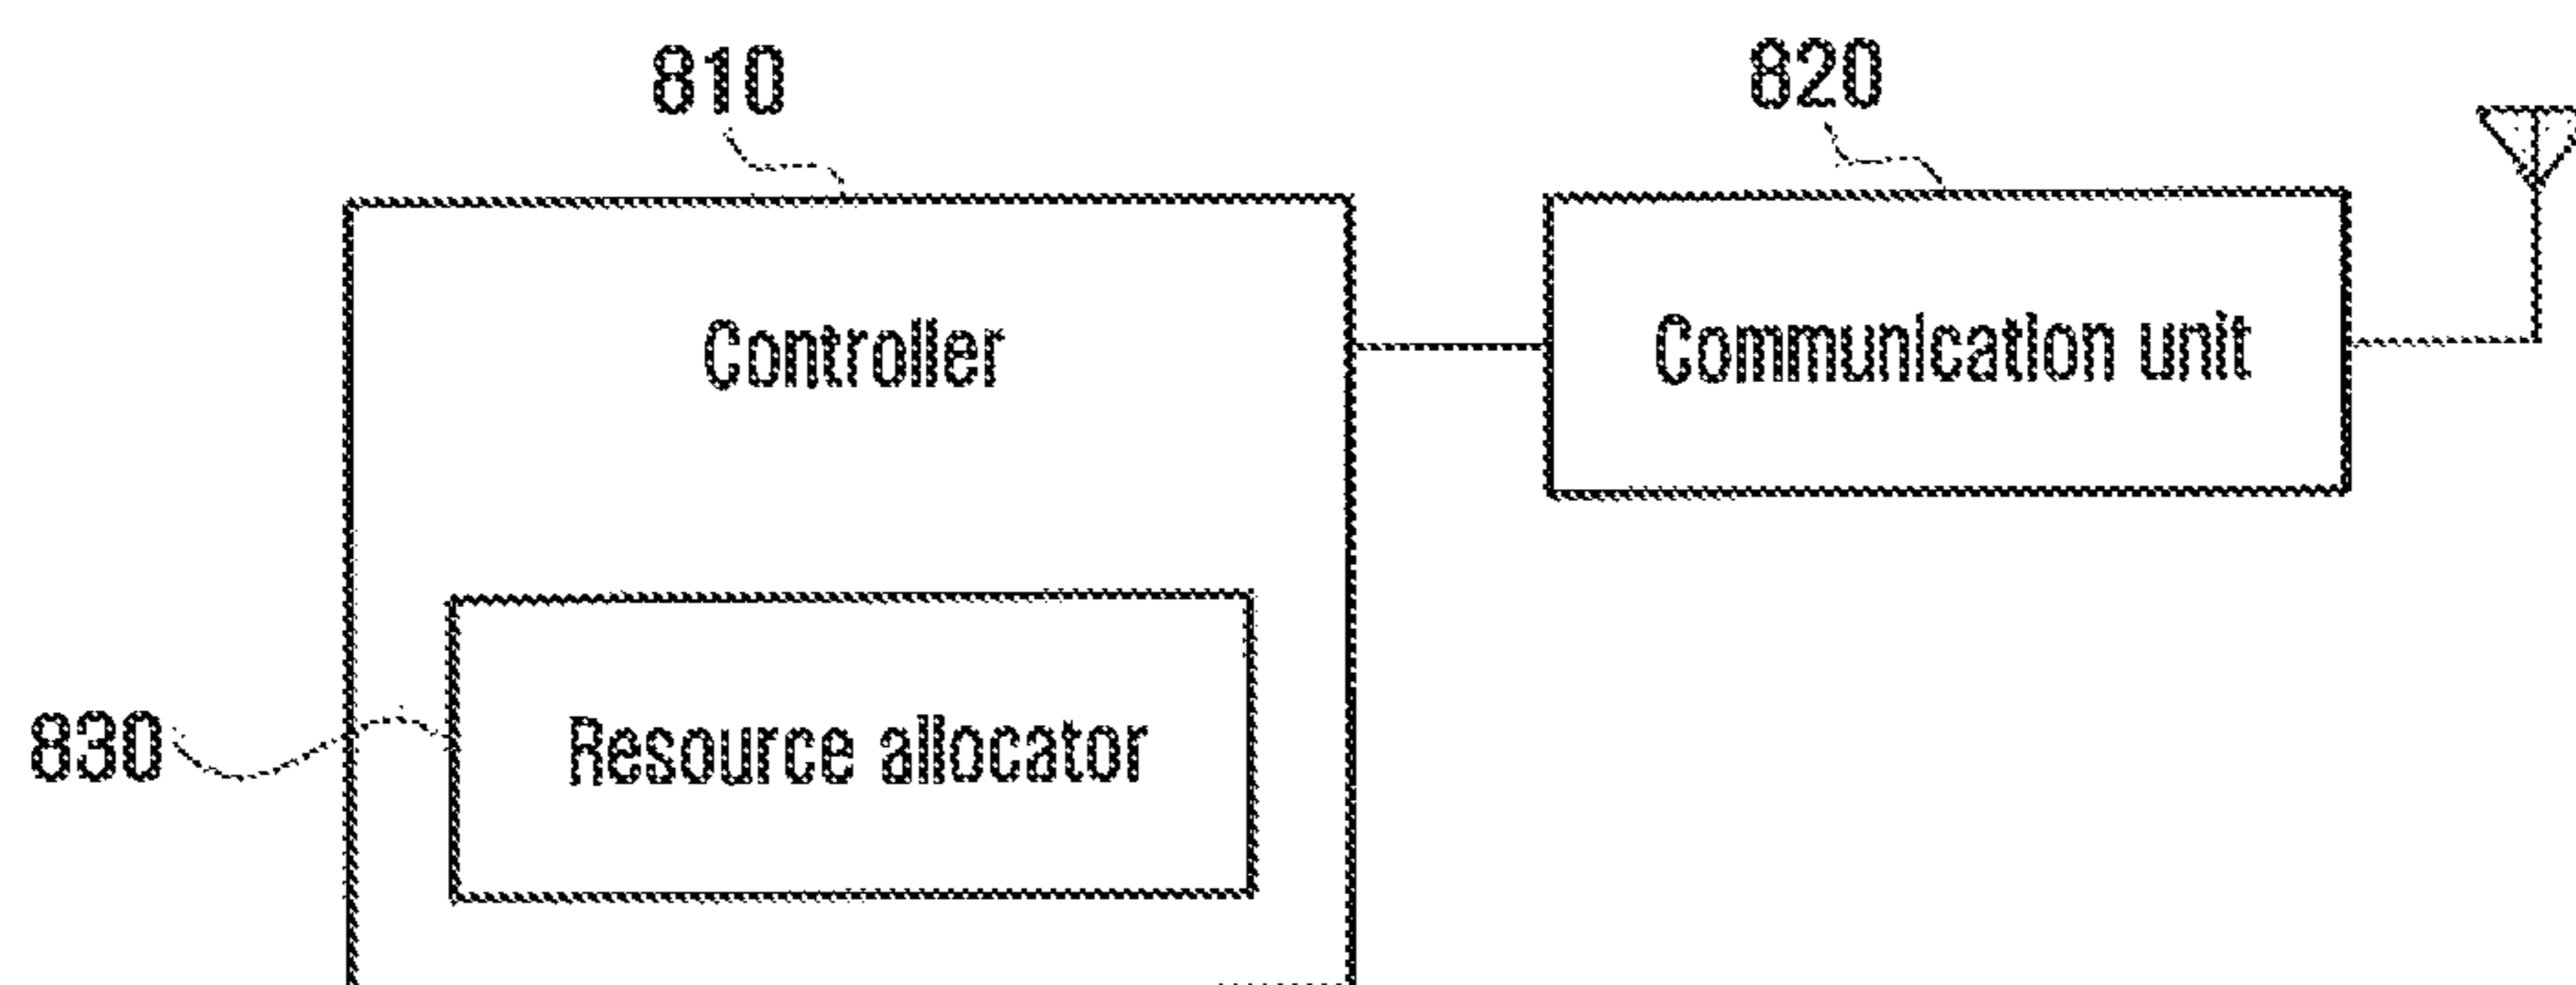 810
820
Controller
Communication unit
830
Resource allocator